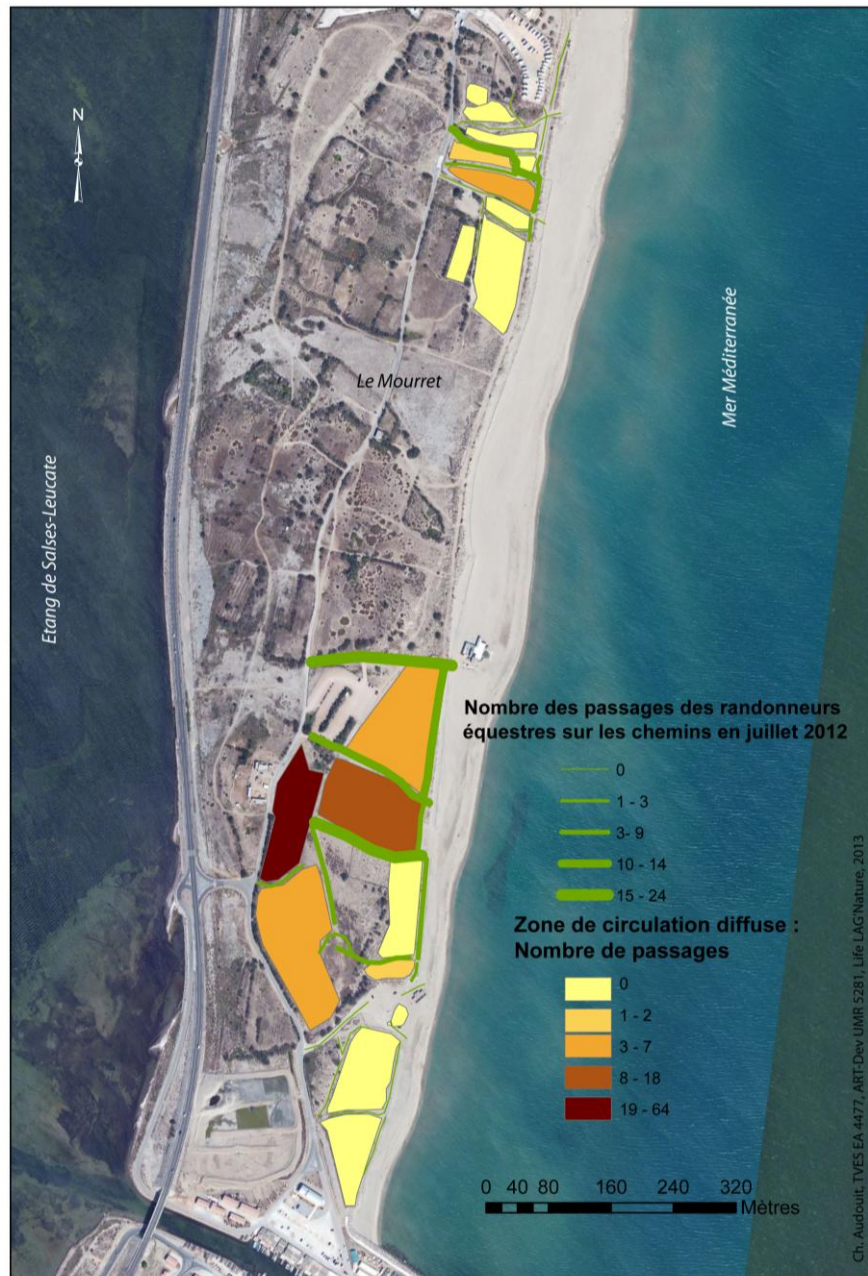 N
Le Mourret
Mer Méditerranée
Etang de Salses-Leucate
Nombre des passages des randonneurs
équestres sur les chemins en juillet 2012
0
1 - 3
3- 9
10 - 14
15 - 24
Zone de circulation diffuse :
Nombre de passages
0
1 - 2
3 - 7
8 - 18
19 - 64
0 40 80 160 240 320
Mètres
Ch. Audouit, TVES EA 4477, ART-Dev UMR 5281, Life LAG'Nature, 2013